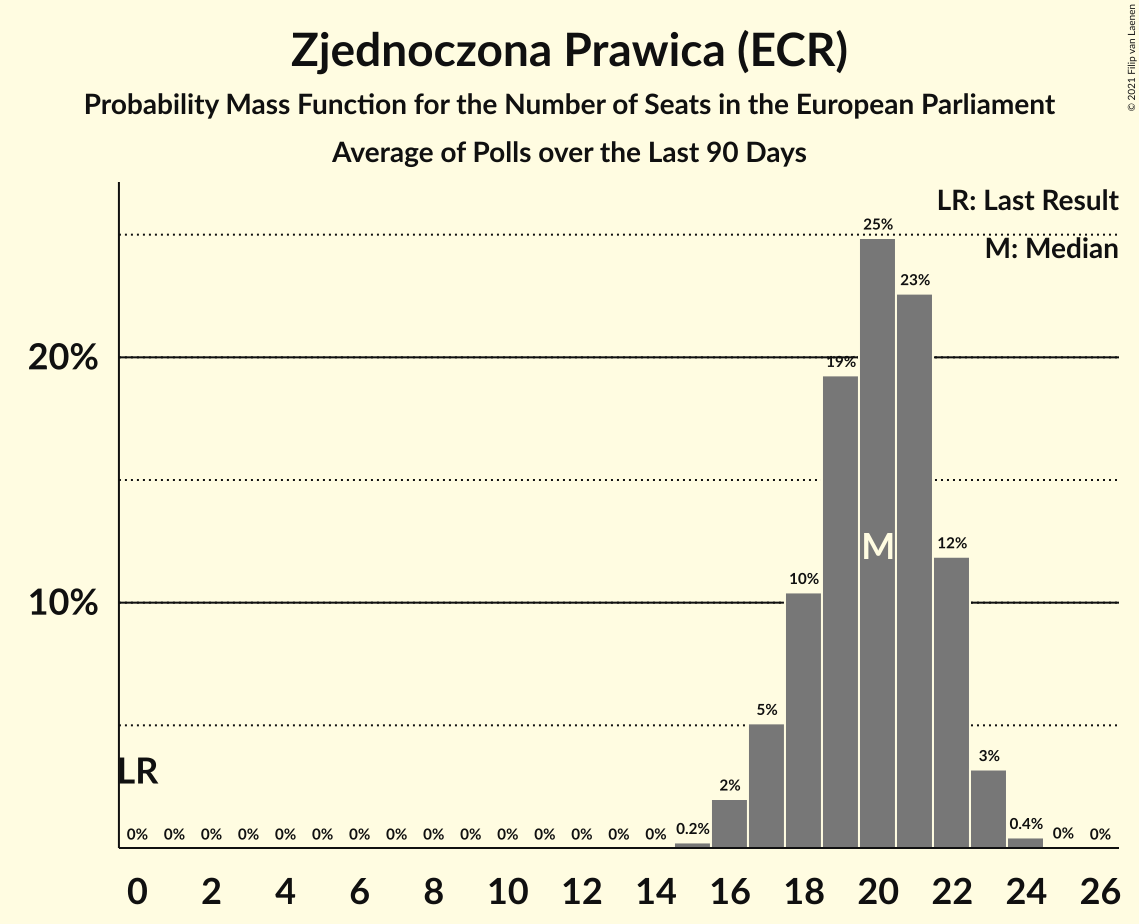 Zjednoczona Prawica (ECR)
Probability Mass Function for the Number of Seats in the European Parliament
Average of Polls over the Last 90 Days
© 2021 Filip van Laenen
LR: Last Result
M: Median
20%
10%
LR
M
0% 0% 0% 0% 0% 0% 0% 0% 0% 0% 0% 0% 0% 0% 0% 0.2% 2% 5% 10% 19% 25% 23% 12% 3% 0.4% 0% 0%
0 2 4 6 8 10 12 14 16 18 20 22 24 26